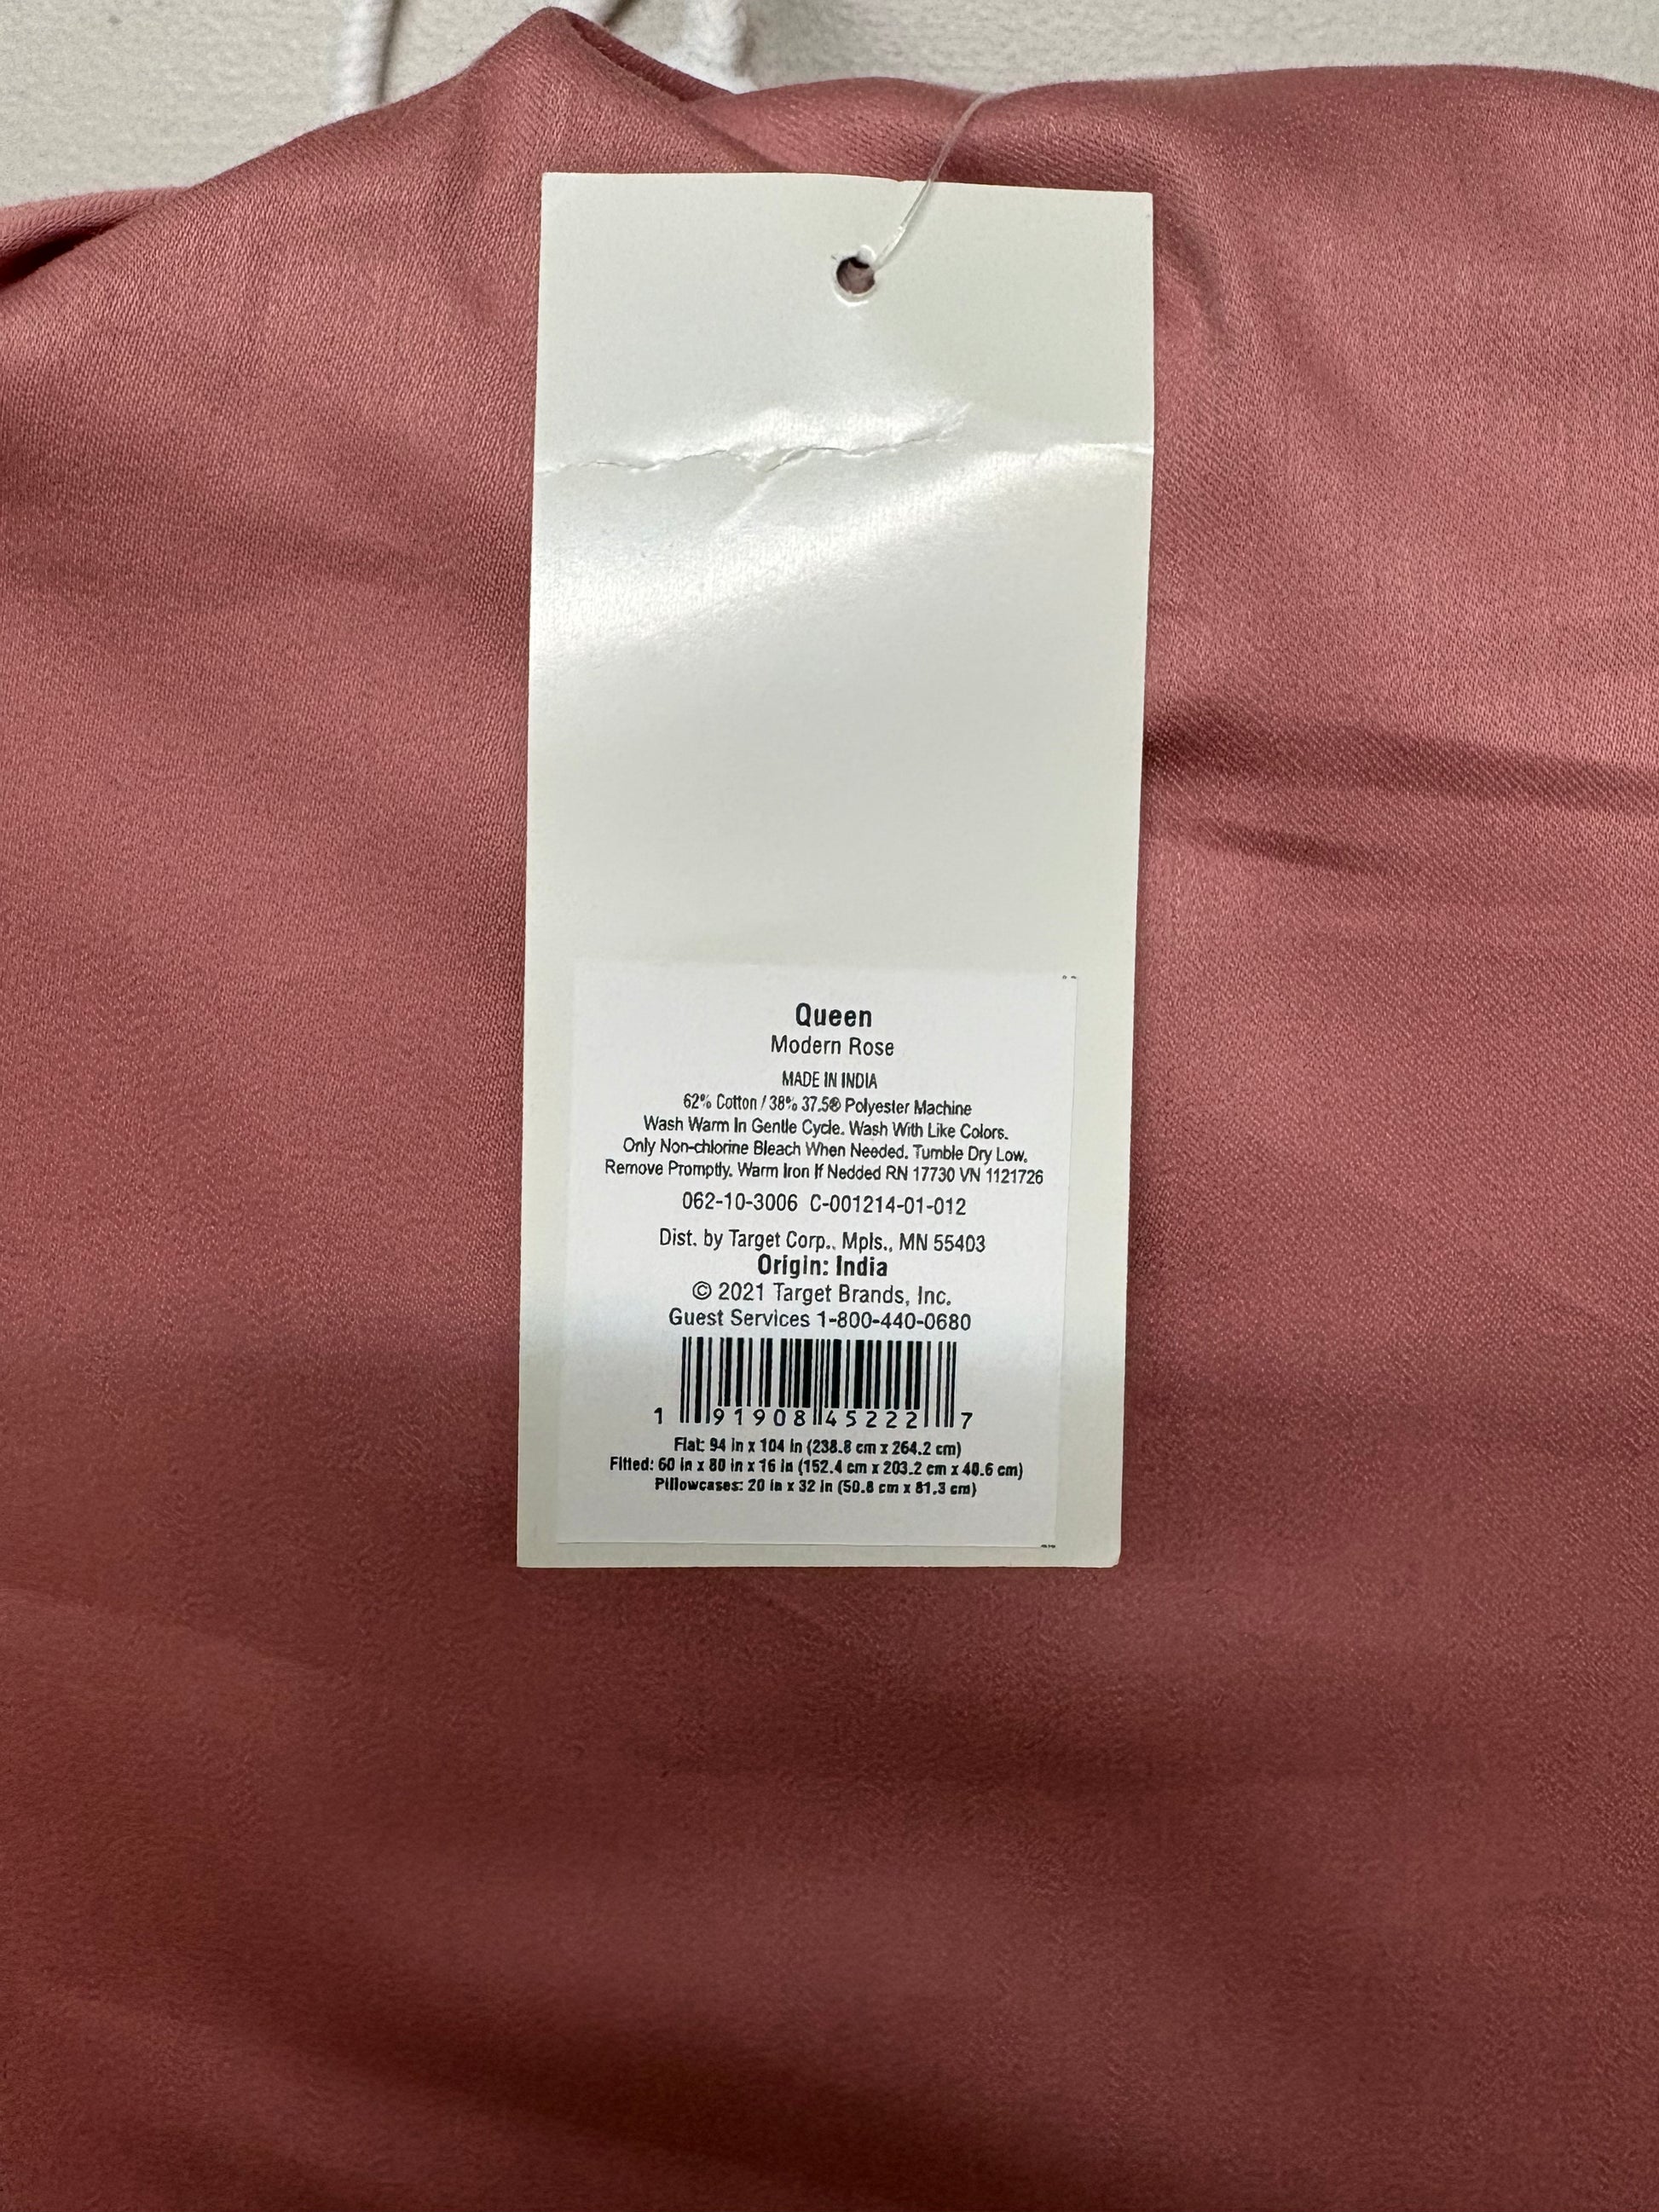 Queen
Modern Rose
MADE IN INDIA
62% Cotton / 38% 37.5® Polyester Machine
Wash Warm In Gentle Cycle. Wash With Like Colors.
Only Non-chlorine Bleach When Needed. Tumble Dry Low.
Remove Promptly. Warm Iron If Nedded RN 17730 VN 1121726
062-10-3006 C-001214-01-012
Dist. by Target Corp., Mpls., MN 55403
Origin: India
© 2021 Target Brands, Inc.
Guest Services 1-800-440-0680
1 91908 45222 7
Flat: 94 in x 104 in (238.8 cm x 264.2 cm)
Fitted: 60 in x 80 in x 16 in (152.4 cm x 203.2 cm x 40.6 cm)
Pillowcases: 20 in x 32 in (50.8 cm x 81.3 cm)